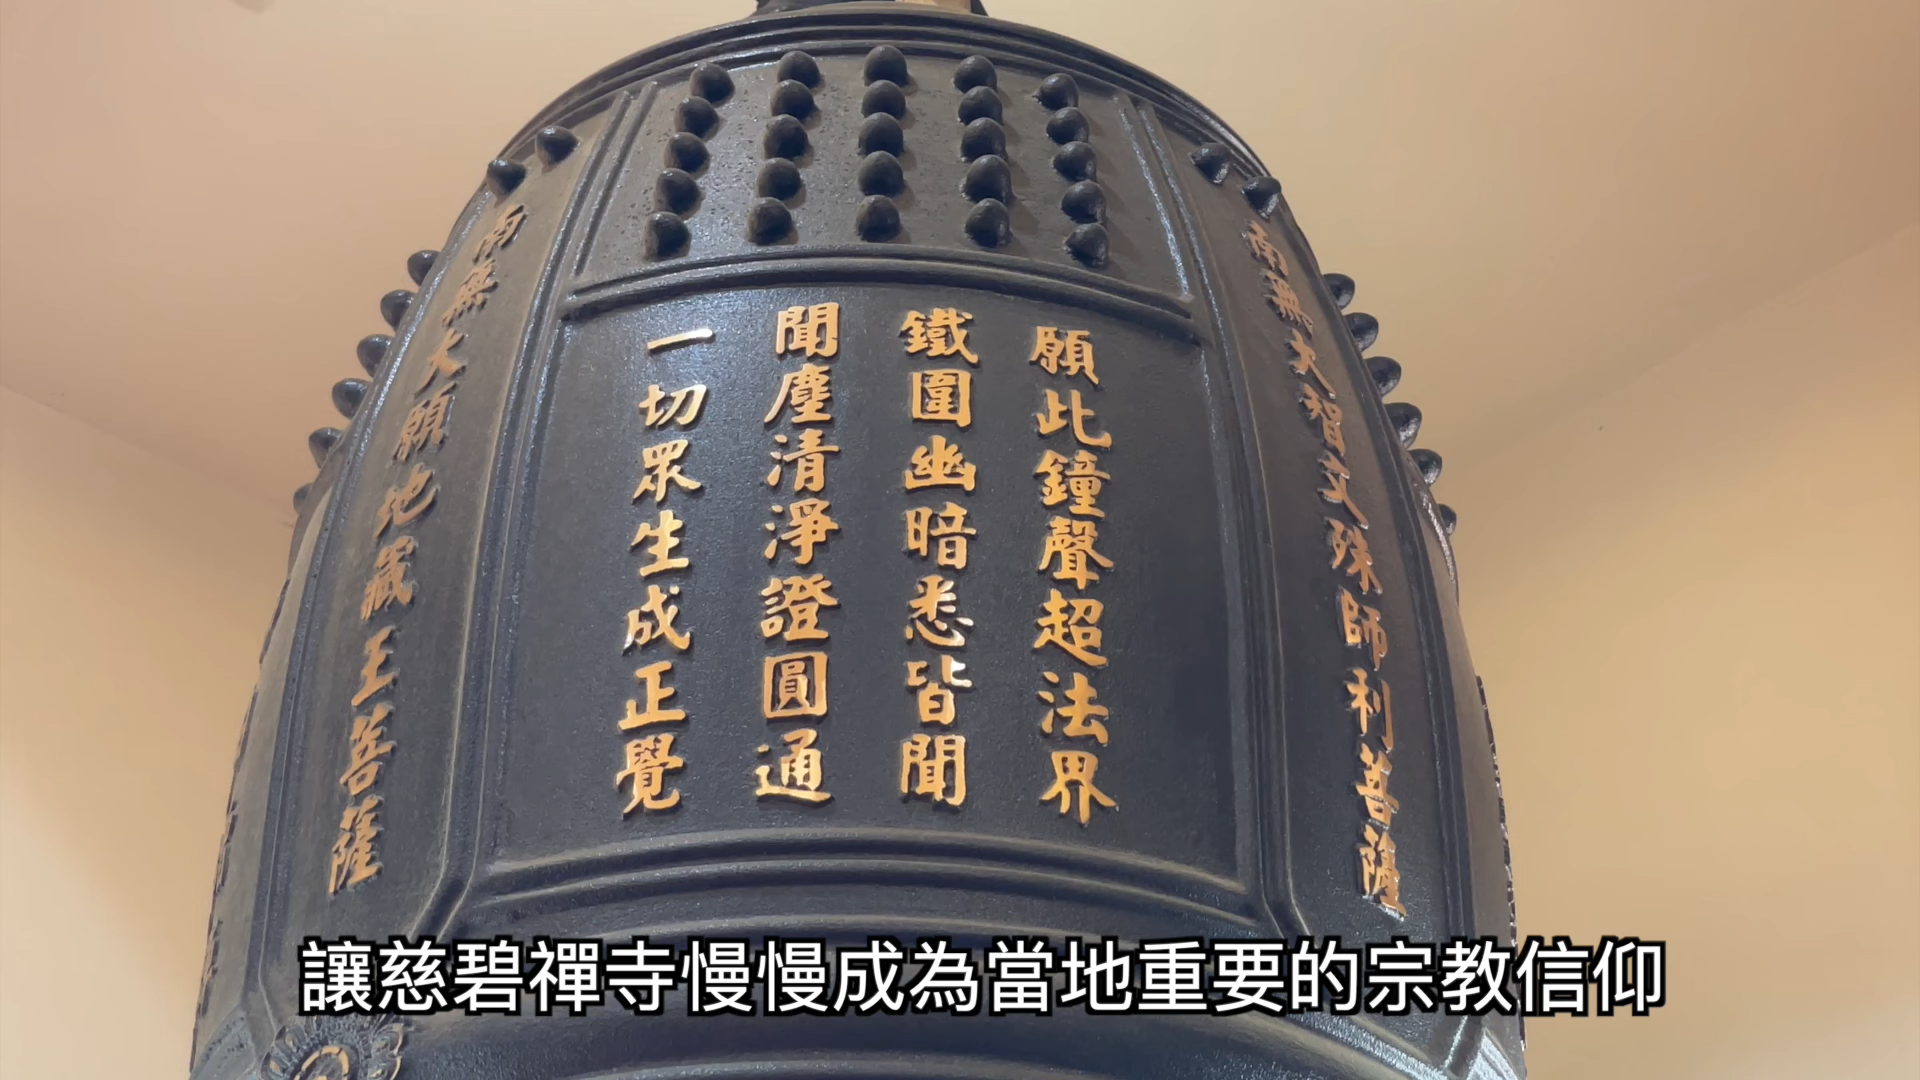 南無大智文殊師利菩薩
願此鐘聲超法界
鐵圍幽暗悉皆聞
聞塵清淨證圓通
一切眾生成正覺
南無大願地藏王菩薩
讓慈碧禪寺慢慢成為當地重要的宗教信仰